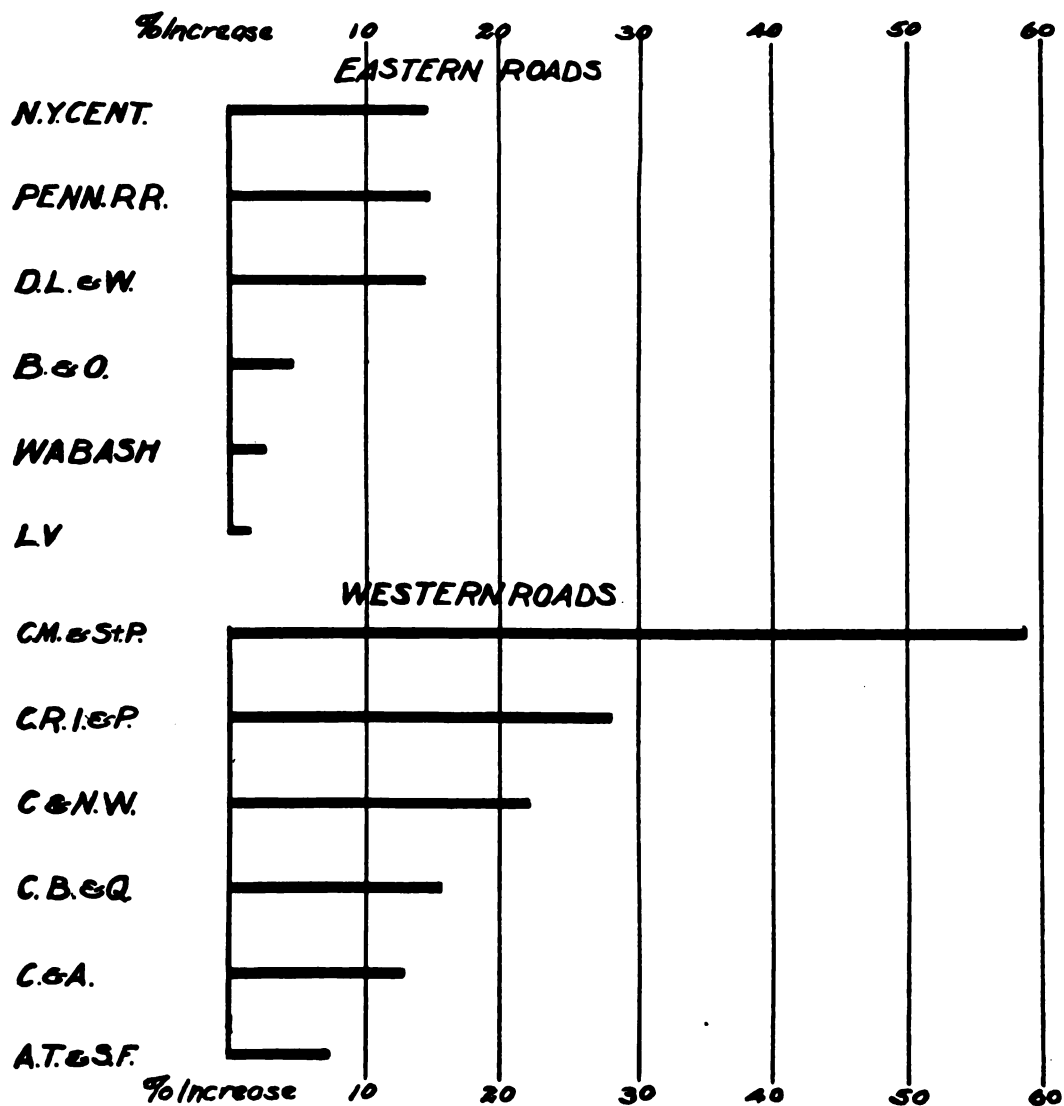 % Increase 10 20 30 40 50 60
EASTERN ROADS
N.Y.CENT.
PENN.R.R.
D.L.&W.
B.&O.
WABASH
L.V
WESTERN ROADS
C.M.&St.P.
C.R.I.&P.
C&N.W.
C.B.&Q.
C.&A.
A.T.&S.F.
% Increase 10 20 30 40 50 60